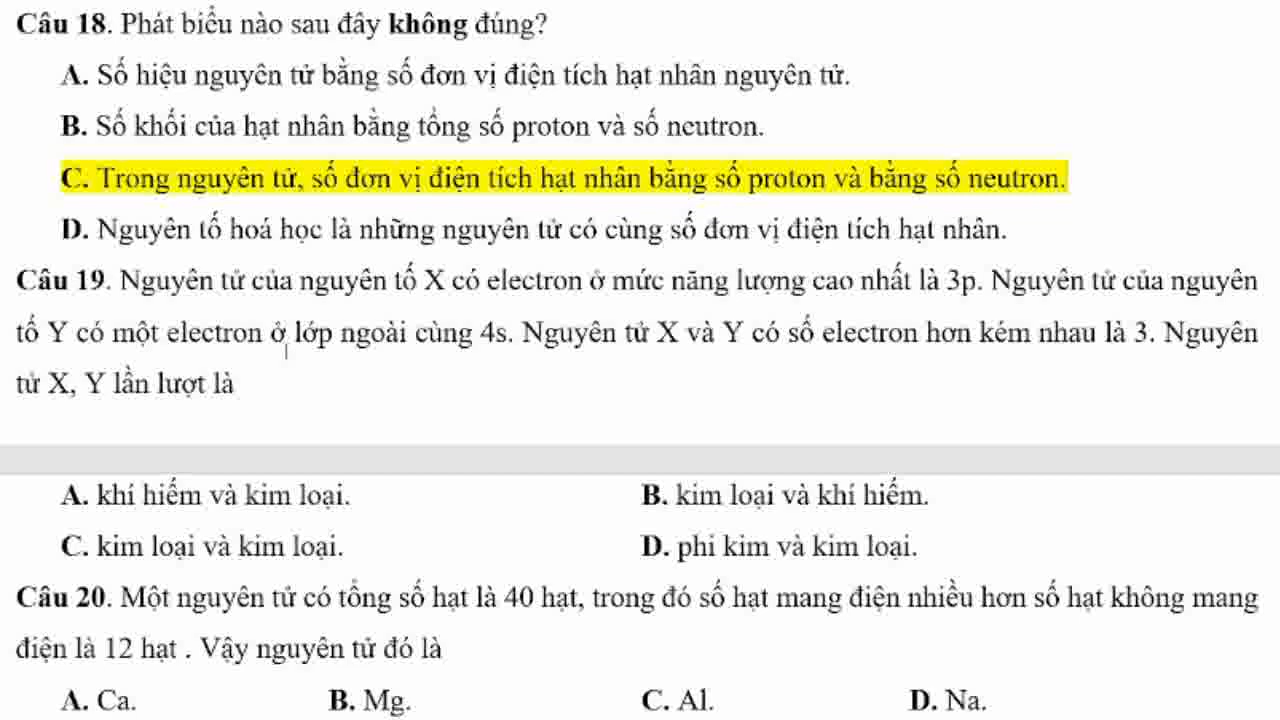 Câu 18. Phát biểu nào sau đây không đúng?
A. Số hiệu nguyên tử bằng số đơn vị điện tích hạt nhân nguyên tử.
B. Số khối của hạt nhân bằng tổng số proton và số neutron.
C. Trong nguyên tử, số đơn vị điện tích hạt nhân bằng số proton và bằng số neutron.
D. Nguyên tố hoá học là những nguyên tử có cùng số đơn vị điện tích hạt nhân.
Câu 19. Nguyên tử của nguyên tố X có electron ở mức năng lượng cao nhất là 3p. Nguyên tử của nguyên
tố Y có một electron ở lớp ngoài cùng 4s. Nguyên tử X và Y có số electron hơn kém nhau là 3. Nguyên
tử X, Y lần lượt là
A. khí hiếm và kim loại. B. kim loại và khí hiếm.
C. kim loại và kim loại. D. phi kim và kim loại.
Câu 20. Một nguyên tử có tổng số hạt là 40 hạt, trong đó số hạt mang điện nhiều hơn số hạt không mang
điện là 12 hạt . Vậy nguyên tử đó là
A. Ca. B. Mg. C. Al. D. Na.